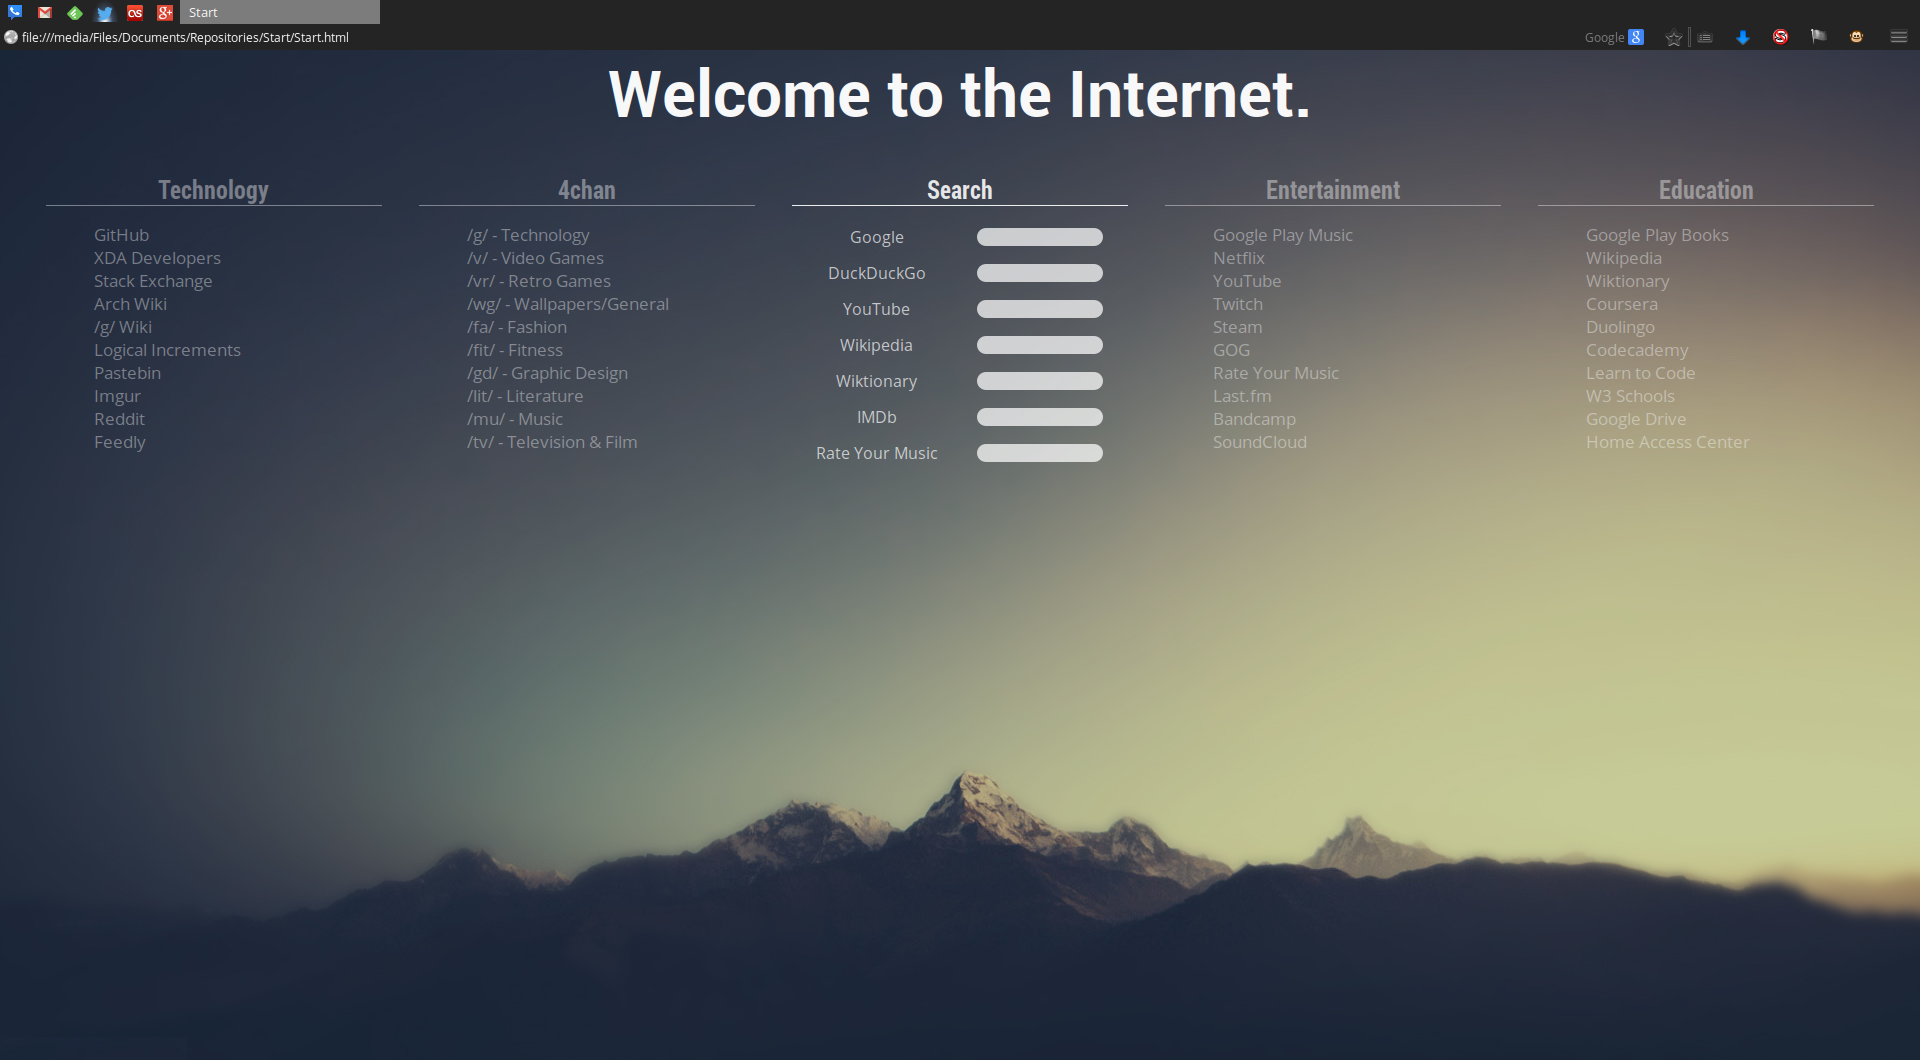 Start
file:///media/Files/Documents/Repositories/Start/Start.html
Google
Welcome to the Internet.
Technology
GitHub
XDA Developers
Stack Exchange
Arch Wiki
/g/ Wiki
Logical Increments
Pastebin
Imgur
Reddit
Feedly
4chan
/g/ - Technology
/v/ - Video Games
/vr/ - Retro Games
/wg/ - Wallpapers/General
/fa/ - Fashion
/fit/ - Fitness
/gd/ - Graphic Design
/lit/ - Literature
/mu/ - Music
/tv/ - Television & Film
Search
Google
DuckDuckGo
YouTube
Wikipedia
Wiktionary
IMDb
Rate Your Music
Entertainment
Google Play Music
Netflix
YouTube
Twitch
Steam
GOG
Rate Your Music
Last.fm
Bandcamp
SoundCloud
Education
Google Play Books
Wikipedia
Wiktionary
Coursera
Duolingo
Codecademy
Learn to Code
W3 Schools
Google Drive
Home Access Center